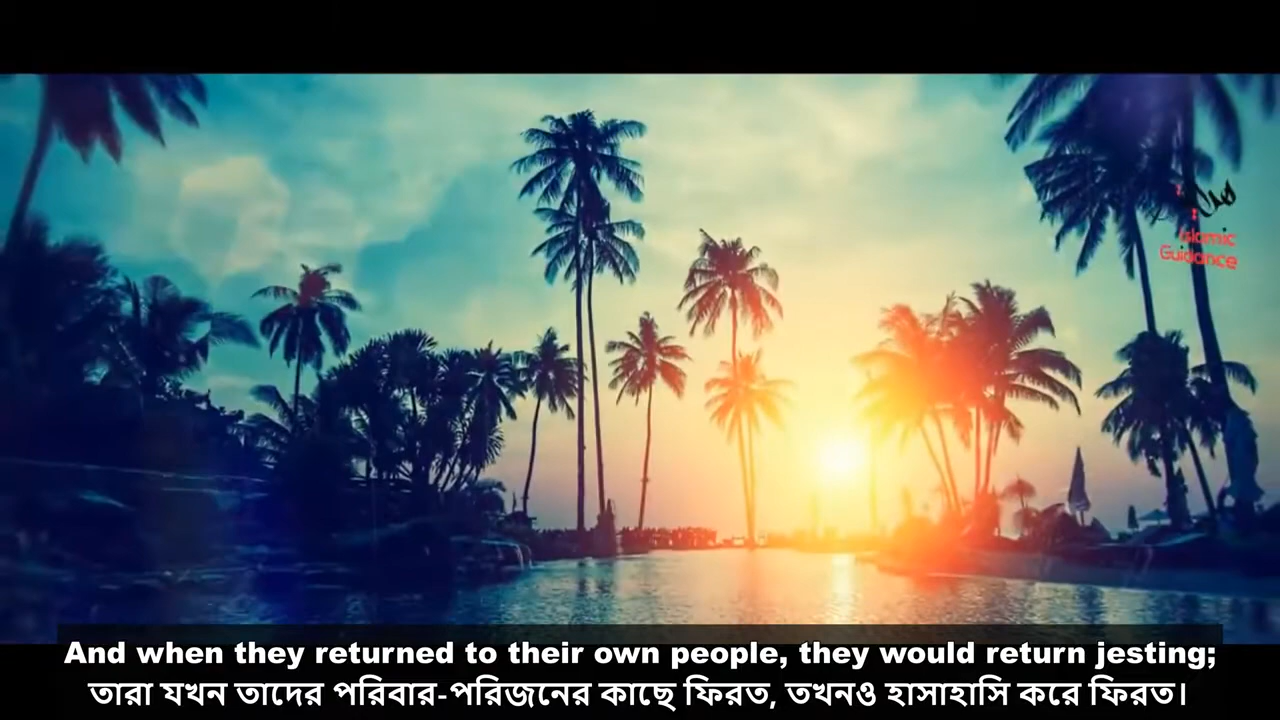 Islamic
Guidance
And when they returned to their own people, they would return jesting;
তারা যখন তাদের পরিবার-পরিজনের কাছে ফিরত, তখনও হাসাহাসি করে ফিরত।